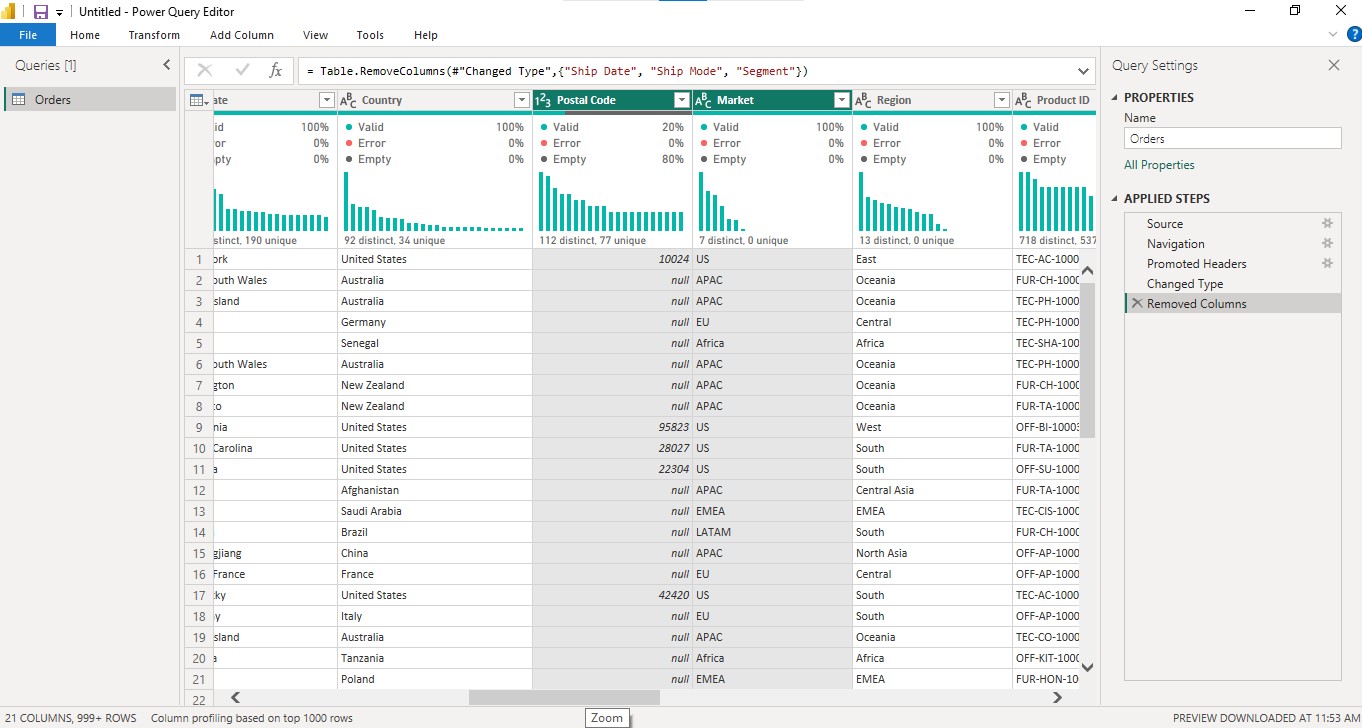 Untitled - Power Query Editor
File Home Transform Add Column View Tools Help
Queries [1]
Orders
fx = Table.RemoveColumns(#"Changed Type",{"Ship Date", "Ship Mode", "Segment"})
ate ABC Country 123 Postal Code ABC Market ABC Region ABC Product ID
id 100% Valid 100% Valid 20% Valid 100% Valid 100% Valid
or 0% Error 0% Error 0% Error 0% Error 0% Error
pty 0% Empty 0% Empty 80% Empty 0% Empty 0% Empty
stinct, 190 unique 92 distinct, 34 unique 112 distinct, 77 unique 7 distinct, 0 unique 13 distinct, 0 unique 718 distinct, 537
1 ork United States 10024 US East TEC-AC-1000
2 outh Wales Australia null APAC Oceania FUR-CH-1000
3 sland Australia null APAC Oceania TEC-PH-1000
4 Germany null EU Central TEC-PH-1000
5 Senegal null Africa Africa TEC-SHA-100
6 outh Wales Australia null APAC Oceania TEC-PH-1000
7 gton New Zealand null APAC Oceania FUR-CH-1000
8 o New Zealand null APAC Oceania FUR-TA-1000
9 nia United States 95823 US West OFF-BI-10003
10 Carolina United States 28027 US South FUR-TA-1000
11 a United States 22304 US South OFF-SU-1000
12 Afghanistan null APAC Central Asia FUR-TA-1000
13 Saudi Arabia null EMEA EMEA TEC-CIS-1000
14 Brazil null LATAM South FUR-CH-1000
15 gjiang China null APAC North Asia OFF-AP-1000
16 France France null EU Central OFF-AP-1000
17 ky United States 42420 US South TEC-AC-1000
18 y Italy null EU South OFF-AP-1000
19 sland Australia null APAC Oceania TEC-CO-1000
20 a Tanzania null Africa Africa OFF-KIT-1000
21 Poland null EMEA EMEA FUR-HON-10
22
Query Settings
PROPERTIES
Name
Orders
All Properties
APPLIED STEPS
Source
Navigation
Promoted Headers
Changed Type
Removed Columns
21 COLUMNS, 999+ ROWS Column profiling based on top 1000 rows Zoom PREVIEW DOWNLOADED AT 11:53 AM